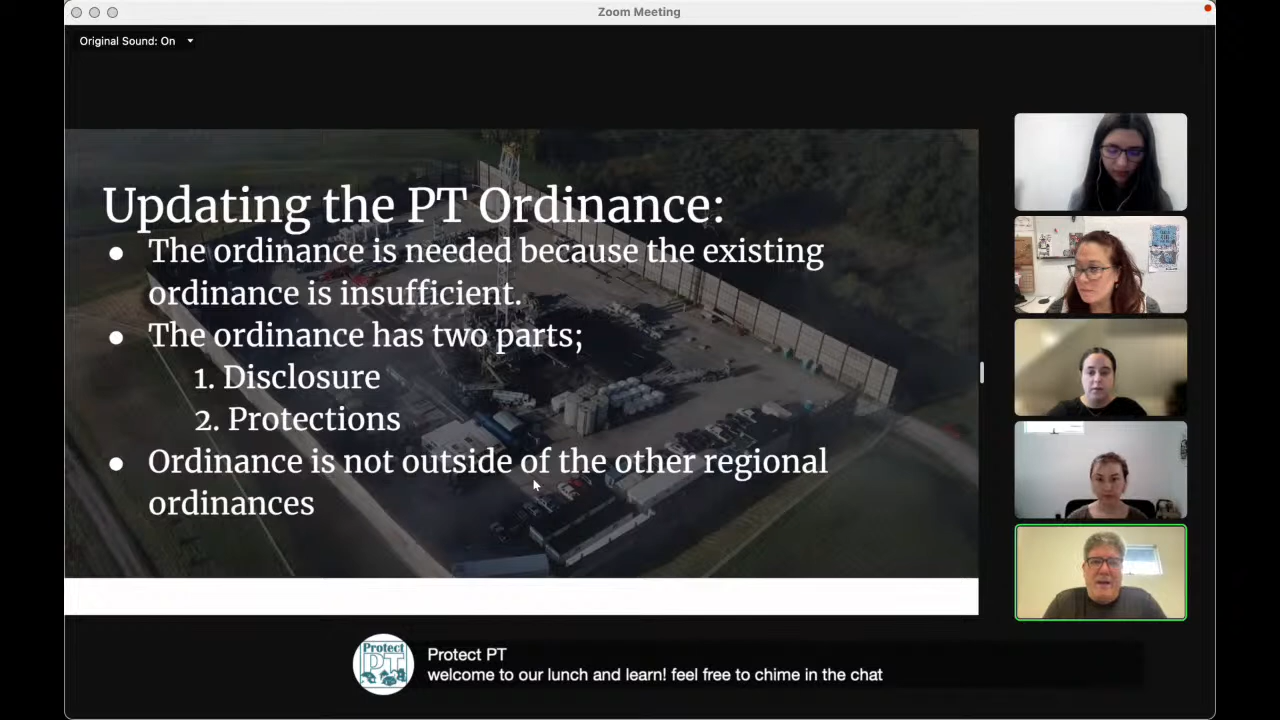 Zoom Meeting
Original Sound: On
Updating the PT Ordinance:
● The ordinance is needed because the existing
ordinance is insufficient.
● The ordinance has two parts;
1. Disclosure
2. Protections
● Ordinance is not outside of the other regional
ordinances
Protect
PT
Protect PT
welcome to our lunch and learn! feel free to chime in the chat